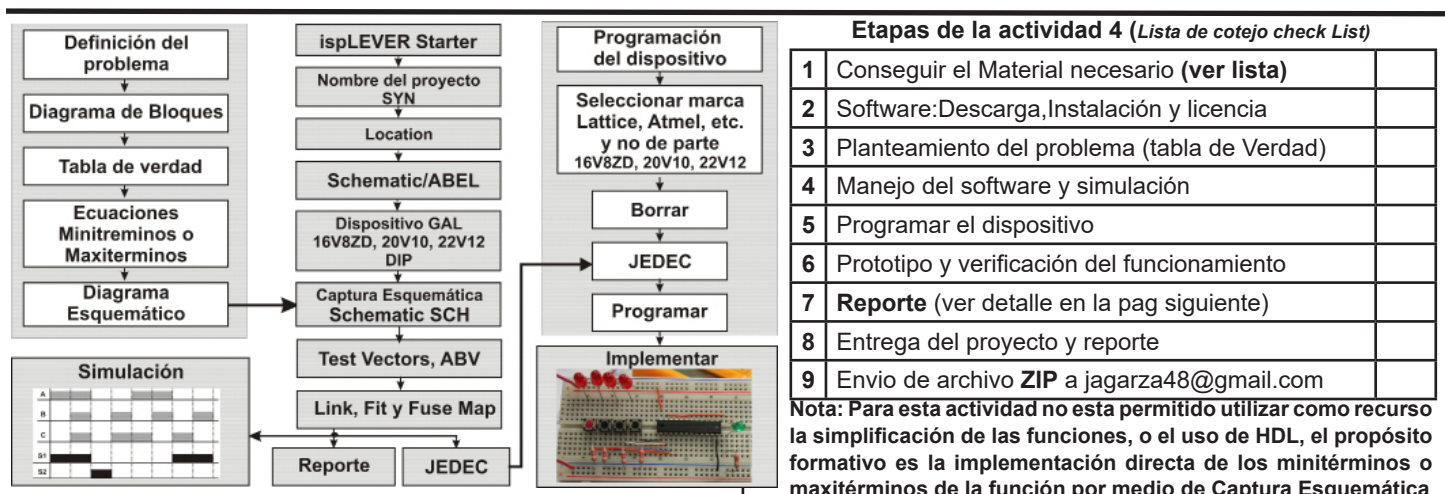 Definición del
problema
Diagrama de Bloques
Tabla de verdad
Ecuaciones
Minitreminos o
Maxiterminos
Diagrama
Esquemático
Simulación
A
B
C
S1
S2
ispLEVER Starter
Nombre del proyecto
SYN
Location
Schematic/ABEL
Dispositivo GAL
16V8ZD, 20V10, 22V12
DIP
Captura Esquemática
Schematic SCH
Test Vectors, ABV
Link, Fit y Fuse Map
Reporte
JEDEC
Programación
del dispositivo
Seleccionar marca
Lattice, Atmel, etc.
y no de parte
16V8ZD, 20V10, 22V12
Borrar
JEDEC
Programar
Implementar
Etapas de la actividad 4 (Lista de cotejo check List)
1 Conseguir el Material necesario (ver lista)
2 Software:Descarga,Instalación y licencia
3 Planteamiento del problema (tabla de Verdad)
4 Manejo del software y simulación
5 Programar el dispositivo
6 Prototipo y verificación del funcionamiento
7 Reporte (ver detalle en la pag siguiente)
8 Entrega del proyecto y reporte
9 Envio de archivo ZIP a jagarza48@gmail.com
Nota: Para esta actividad no esta permitido utilizar como recurso
la simplificación de las funciones, o el uso de HDL, el propósito
formativo es la implementación directa de los minitérminos o
maxitérminos de la función por medio de Captura Esquemática